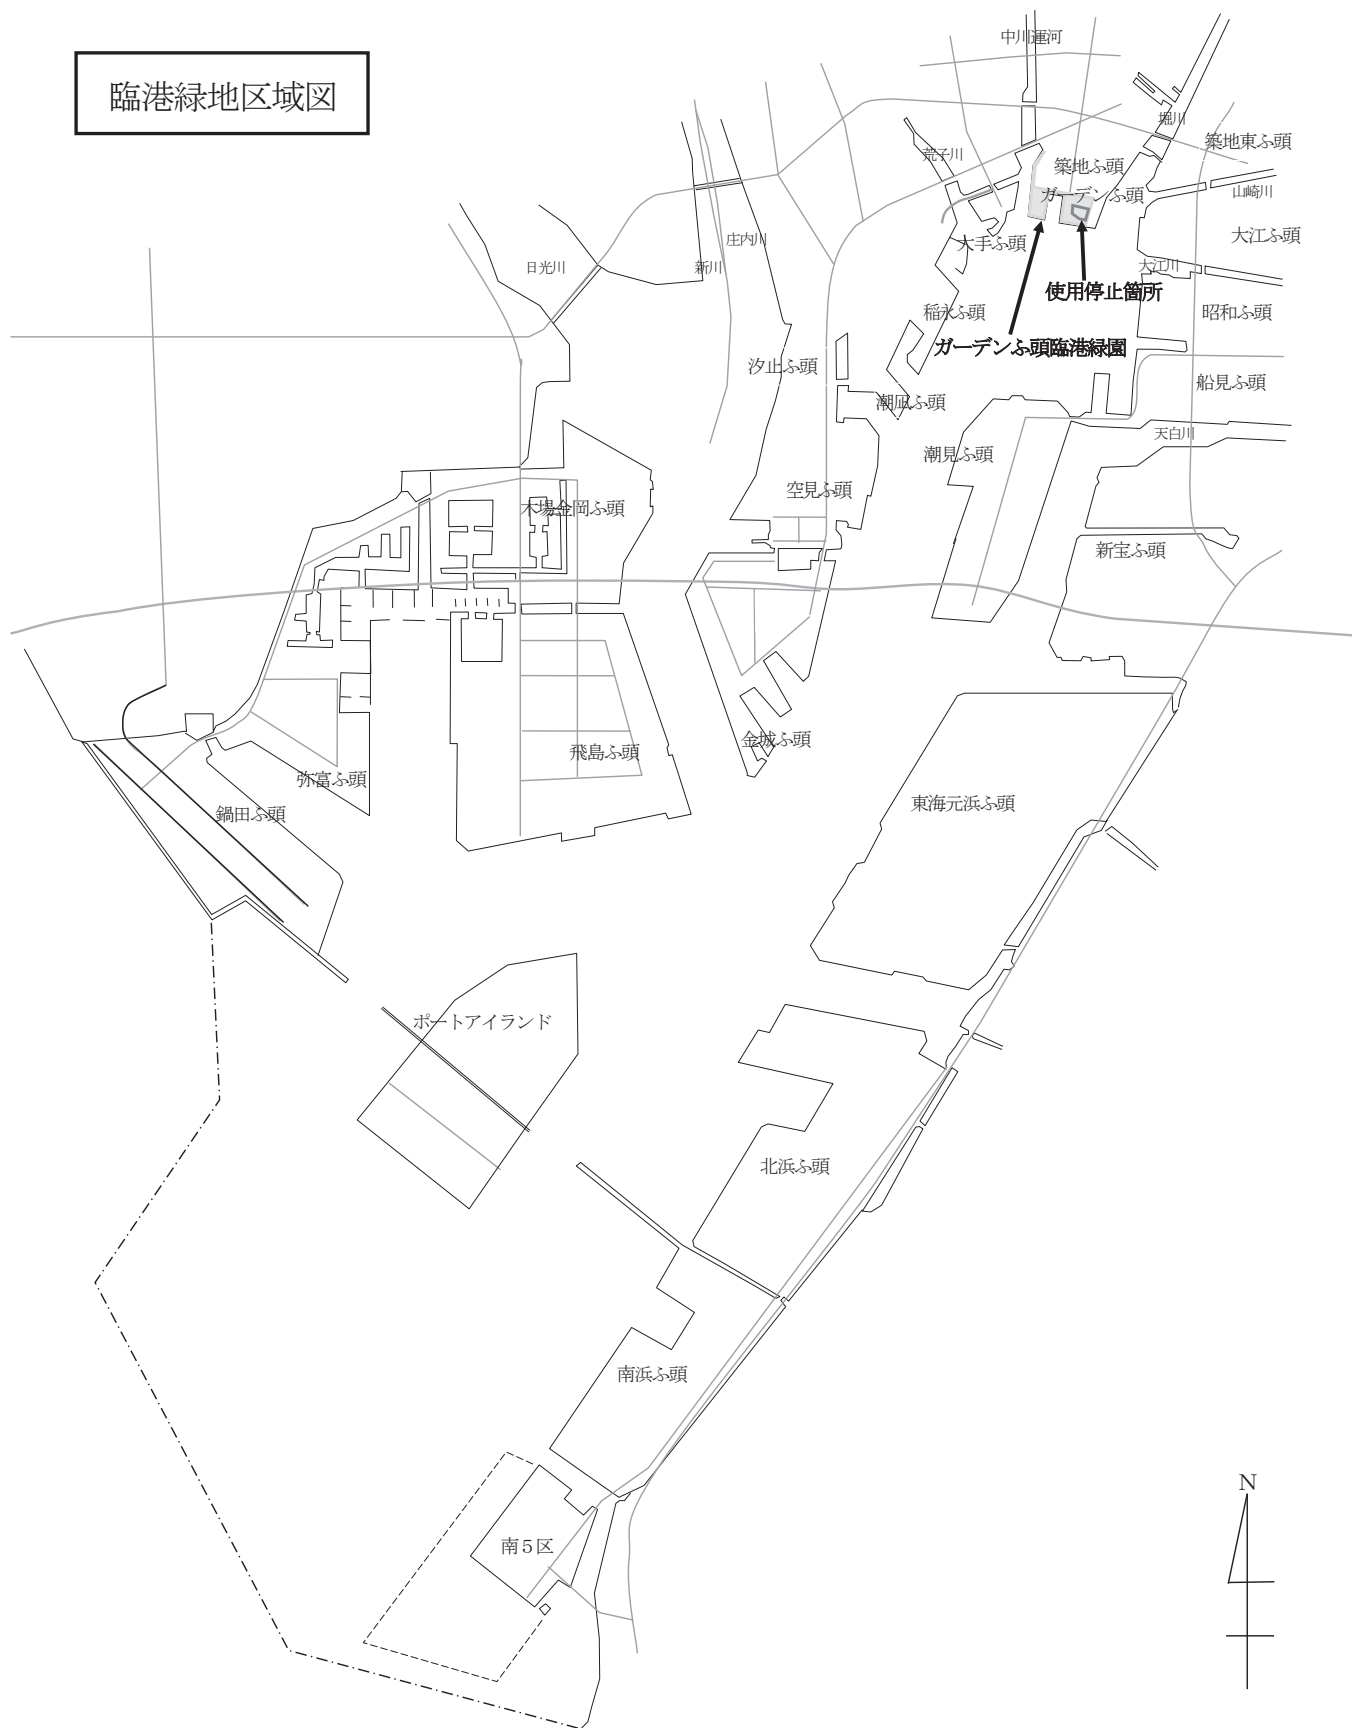 臨港緑地区域図
中川運河
堀川
築地東ふ頭
荒子川
築地ふ頭
山崎川
ガーデンふ頭
大江ふ頭
庄内川
大手ふ頭
日光川
新川
大江川
使用停止箇所
稲永ふ頭
昭和ふ頭
ガーデンふ頭臨港緑園
汐止ふ頭
船見ふ頭
潮凪ふ頭
天白川
潮見ふ頭
空見ふ頭
木場金岡ふ頭
新宝ふ頭
金城ふ頭
飛島ふ頭
弥富ふ頭
東海元浜ふ頭
鍋田ふ頭
ポートアイランド
北浜ふ頭
南浜ふ頭
N
南5区